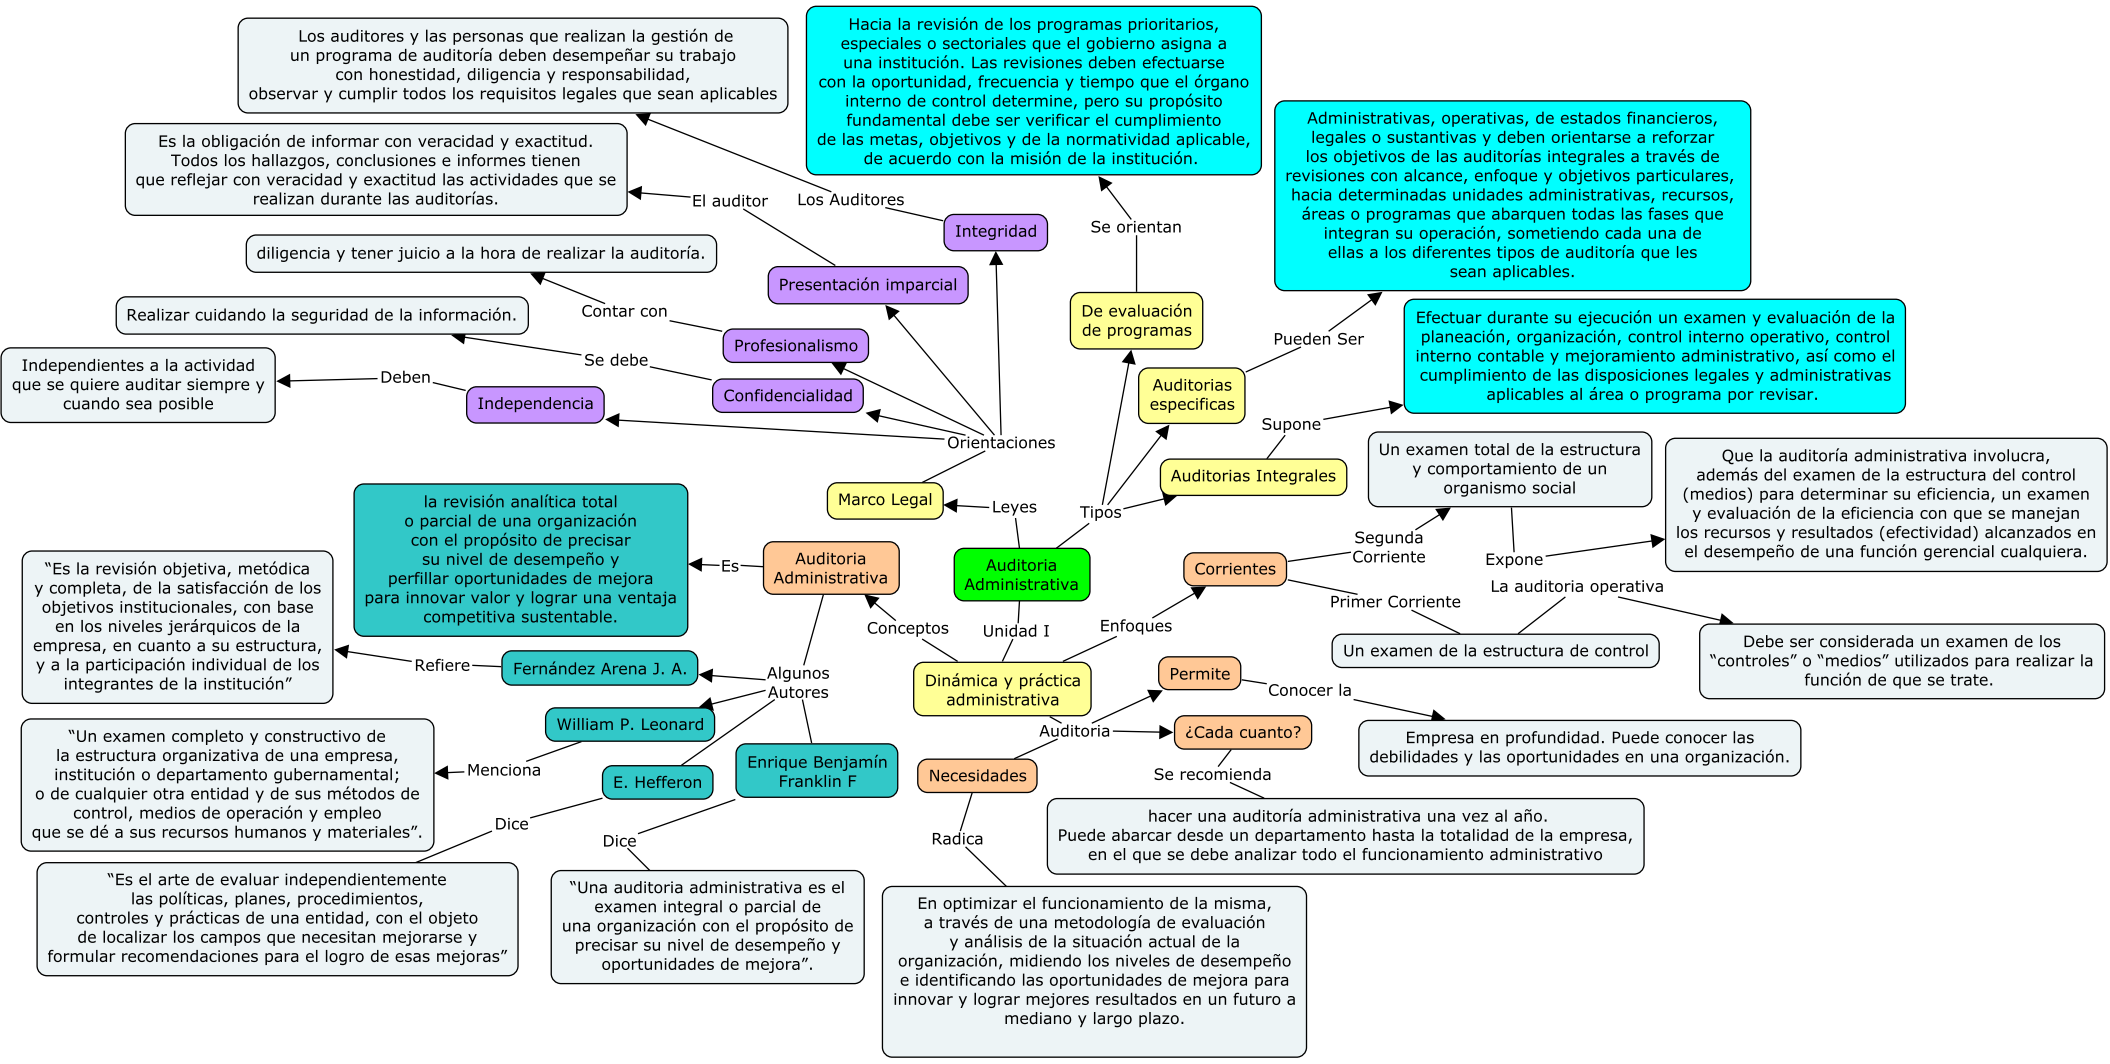 Los auditores y las personas que realizan la gestión de
un programa de auditoría deben desempeñar su trabajo
con honestidad, diligencia y responsabilidad,
observar y cumplir todos los requisitos legales que sean aplicables
Hacia la revisión de los programas prioritarios,
especiales o sectoriales que el gobierno asigna a
una institución. Las revisiones deben efectuarse
con la oportunidad, frecuencia y tiempo que el órgano
interno de control determine, pero su propósito
fundamental debe ser verificar el cumplimiento
de las metas, objetivos y de la normatividad aplicable,
de acuerdo con la misión de la institución.
Administrativas, operativas, de estados financieros,
legales o sustantivas y deben orientarse a reforzar
los objetivos de las auditorías integrales a través de
revisiones con alcance, enfoque y objetivos particulares,
hacia determinadas unidades administrativas, recursos,
áreas o programas que abarquen todas las fases que
integran su operación, sometiendo cada una de
ellas a los diferentes tipos de auditoría que les
sean aplicables.
Es la obligación de informar con veracidad y exactitud.
Todos los hallazgos, conclusiones e informes tienen
que reflejar con veracidad y exactitud las actividades que se
realizan durante las auditorías.
El auditor
Los Auditores
Integridad
Se orientan
diligencia y tener juicio a la hora de realizar la auditoría.
Presentación imparcial
Contar con
Realizar cuidando la seguridad de la información.
De evaluación
de programas
Pueden Ser
Efectuar durante su ejecución un examen y evaluación de la
planeación, organización, control interno operativo, control
interno contable y mejoramiento administrativo, así como el
cumplimiento de las disposiciones legales y administrativas
aplicables al área o programa por revisar.
Profesionalismo
Se debe
Independientes a la actividad
que se quiere auditar siempre y
cuando sea posible
Deben
Independencia
Confidencialidad
Auditorias
especificas
Supone
Orientaciones
Auditorias Integrales
Un examen total de la estructura
y comportamiento de un
organismo social
Que la auditoría administrativa involucra,
además del examen de la estructura del control
(medios) para determinar su eficiencia, un examen
y evaluación de la eficiencia con que se manejan
los recursos y resultados (efectividad) alcanzados en
el desempeño de una función gerencial cualquiera.
Marco Legal
Leyes
Tipos
la revisión analítica total
o parcial de una organización
con el propósito de precisar
su nivel de desempeño y
perfillar oportunidades de mejora
para innovar valor y lograr una ventaja
competitiva sustentable.
Es
Auditoria
Administrativa
Auditoria
Administrativa
Corrientes
Segunda
Corriente
Expone
La auditoria operativa
Primer Corriente
“Es la revisión objetiva, metódica
y completa, de la satisfacción de los
objetivos institucionales, con base
en los niveles jerárquicos de la
empresa, en cuanto a su estructura,
y a la participación individual de los
integrantes de la institución”
Conceptos
Unidad I
Enfoques
Un examen de la estructura de control
Debe ser considerada un examen de los
“controles” o “medios” utilizados para realizar la
función de que se trate.
Refiere
Fernández Arena J. A.
Algunos
Autores
Dinámica y práctica
administrativa
Permite
Conocer la
William P. Leonard
Auditoria
¿Cada cuanto?
Empresa en profundidad. Puede conocer las
debilidades y las oportunidades en una organización.
“Un examen completo y constructivo de
la estructura organizativa de una empresa,
institución o departamento gubernamental;
o de cualquier otra entidad y de sus métodos de
control, medios de operación y empleo
que se dé a sus recursos humanos y materiales”.
Menciona
E. Hefferon
Enrique Benjamín
Franklin F
Necesidades
Se recomienda
Dice
Dice
Radica
hacer una auditoría administrativa una vez al año.
Puede abarcar desde un departamento hasta la totalidad de la empresa,
en el que se debe analizar todo el funcionamiento administrativo
“Es el arte de evaluar independientemente
las políticas, planes, procedimientos,
controles y prácticas de una entidad, con el objeto
de localizar los campos que necesitan mejorarse y
formular recomendaciones para el logro de esas mejoras”
“Una auditoria administrativa es el
examen integral o parcial de
una organización con el propósito de
precisar su nivel de desempeño y
oportunidades de mejora”.
En optimizar el funcionamiento de la misma,
a través de una metodología de evaluación
y análisis de la situación actual de la
organización, midiendo los niveles de desempeño
e identificando las oportunidades de mejora para
innovar y lograr mejores resultados en un futuro a
mediano y largo plazo.